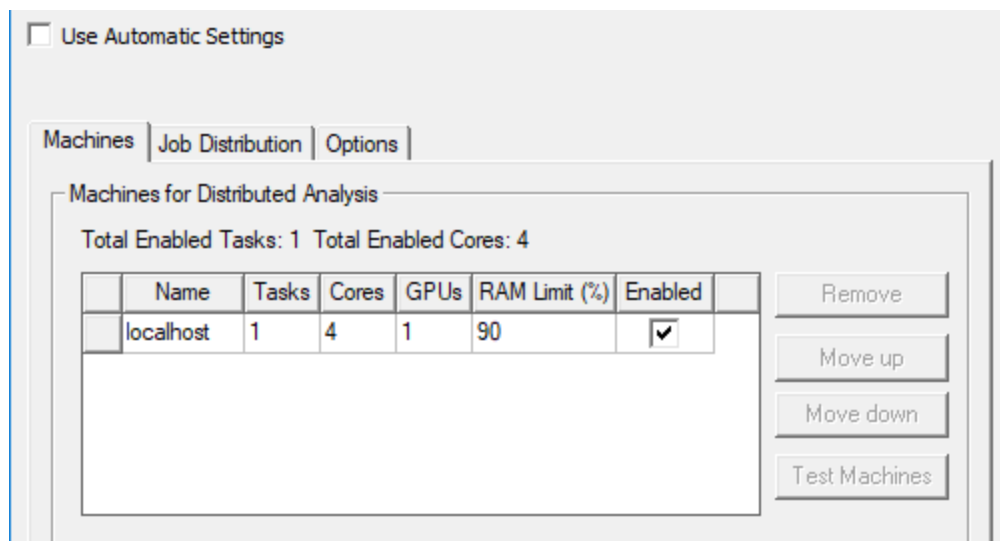 Use Automatic Settings
Machines Job Distribution Options
Machines for Distributed Analysis
Total Enabled Tasks: 1 Total Enabled Cores: 4
Name Tasks Cores GPUs RAM Limit (%) Enabled
localhost 1 4 1 90
Remove
Move up
Move down
Test Machines